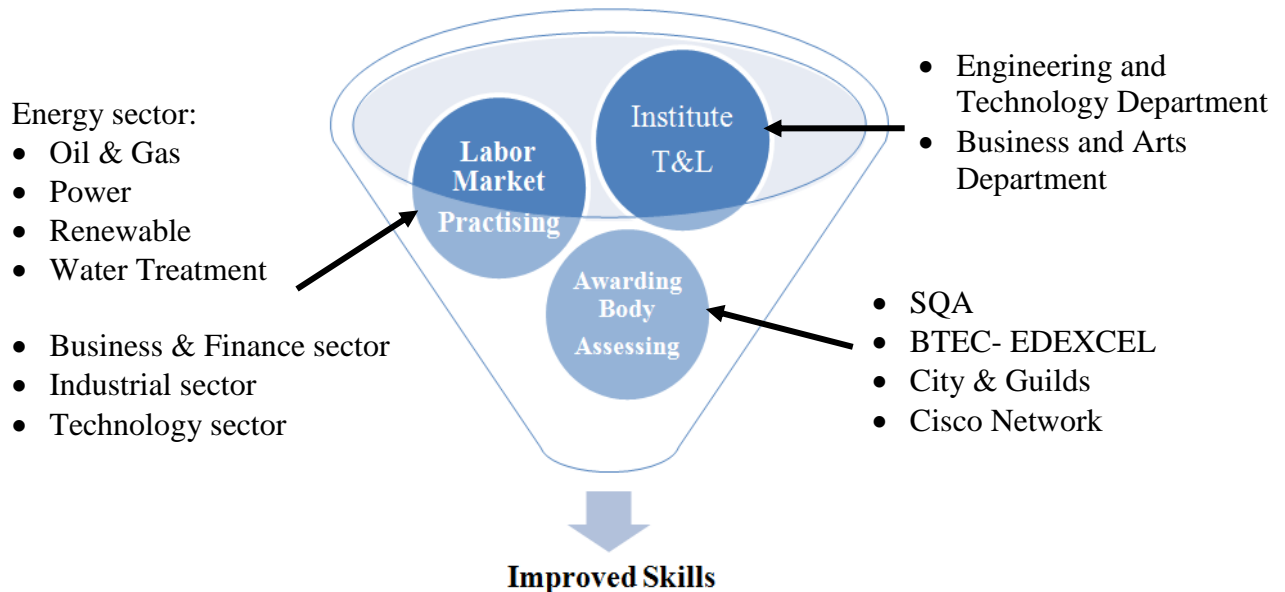 Energy sector:
• Oil & Gas
• Power
• Renewable
• Water Treatment
• Business & Finance sector
• Industrial sector
• Technology sector
Labor
Market
Practising
Institute
T&L
Awarding
Body
Assessing
• Engineering and
Technology Department
• Business and Arts
Department
• SQA
• BTEC- EDEXCEL
• City & Guilds
• Cisco Network
Improved Skills